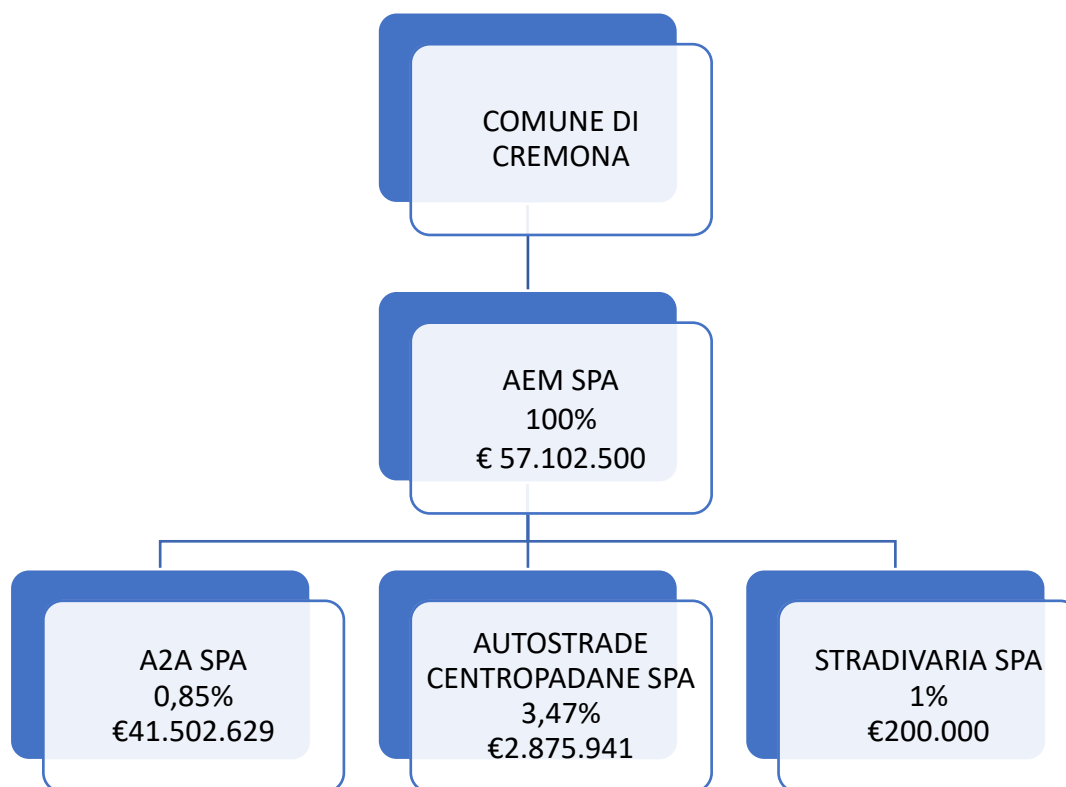 COMUNE DI
CREMONA
AEM SPA
100%
€ 57.102.500
A2A SPA
0,85%
€41.502.629
AUTOSTRADE
CENTROPADANE SPA
3,47%
€2.875.941
STRADIVARIA SPA
1%
€200.000